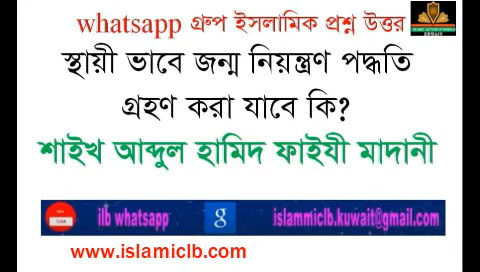 whatsapp গ্রুপ ইসলামিক প্রশ্ন উত্তর
স্থায়ী ভাবে জন্ম নিয়ন্ত্রণ পদ্ধতি
গ্রহণ করা যাবে কি?
শাইখ আব্দুল হামিদ ফাইযী মাদানী
ilb whatsapp g islammiclb.kuwait@gmail.com
www.islamiclb.com